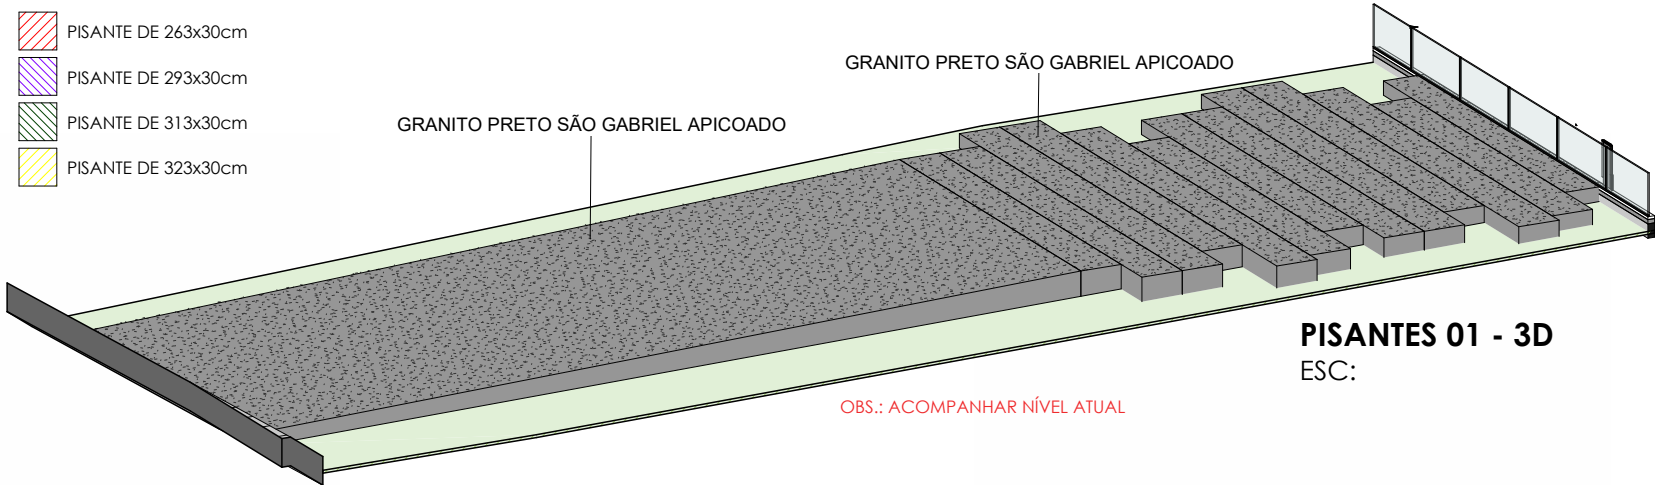 PISANTE DE 263x30cm
PISANTE DE 293x30cm
PISANTE DE 313x30cm
PISANTE DE 323x30cm
GRANITO PRETO SÃO GABRIEL APICOADO
GRANITO PRETO SÃO GABRIEL APICOADO
PISANTES 01 - 3D
ESC:
OBS.: ACOMPANHAR NÍVEL ATUAL